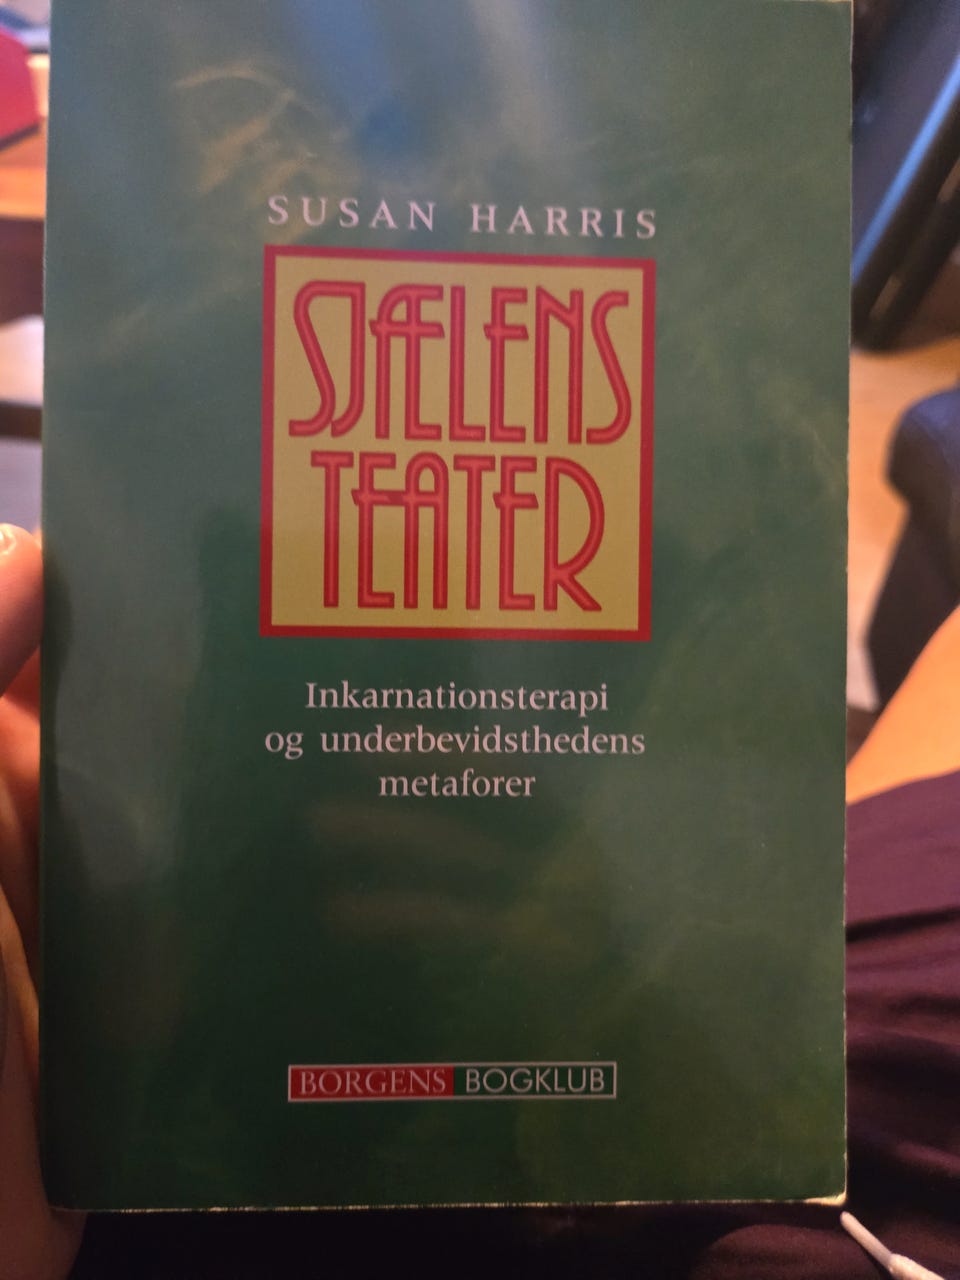 SUSAN HARRIS
SJÆLENS
TEATER
Inkarnationsterapi
og underbevidsthedens
metaforer
BORGENS BOGKLUB